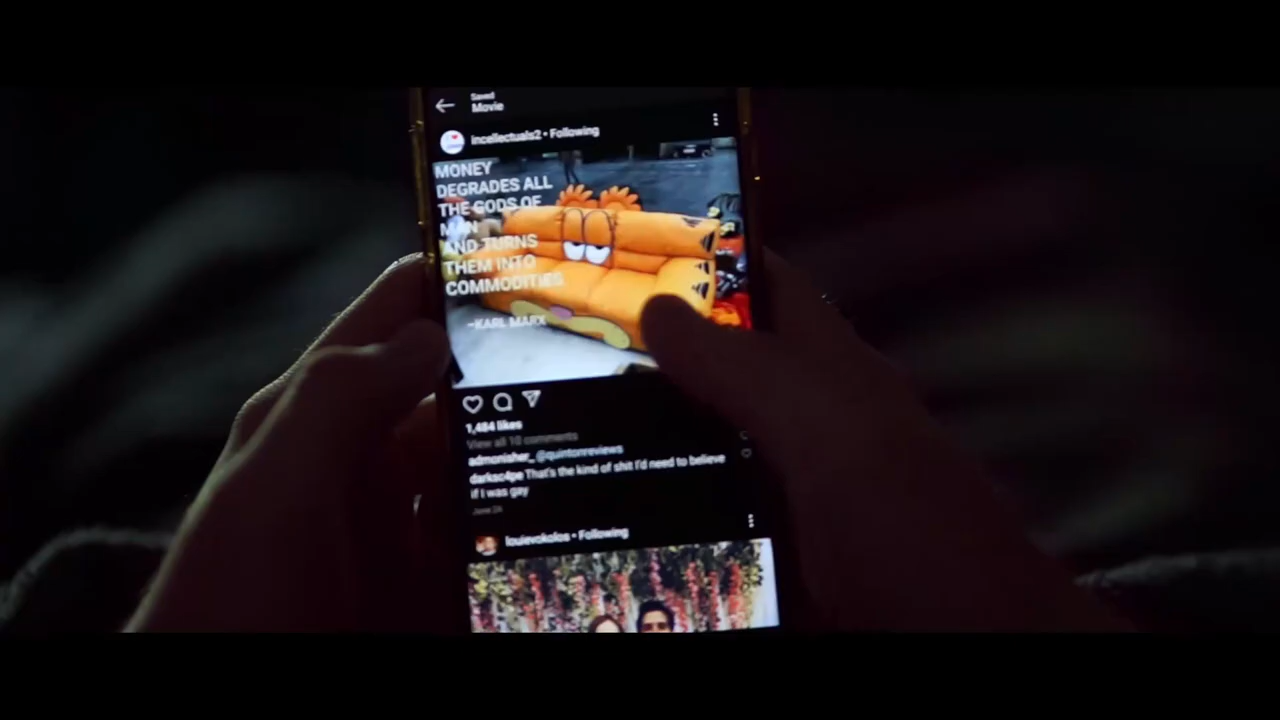 Saved
Movie
incellectuals2 • Following
MONEY
DEGRADES ALL
THE GODS OF
MAN
AND TURNS
THEM INTO
COMMODITIES
-KARL MARX
1,484 likes
View all 10 comments
admonisher_ @quintonreviews
darksc4pe That's the kind of shit I'd need to believe
if I was gay
June 24
louievokolos • Following